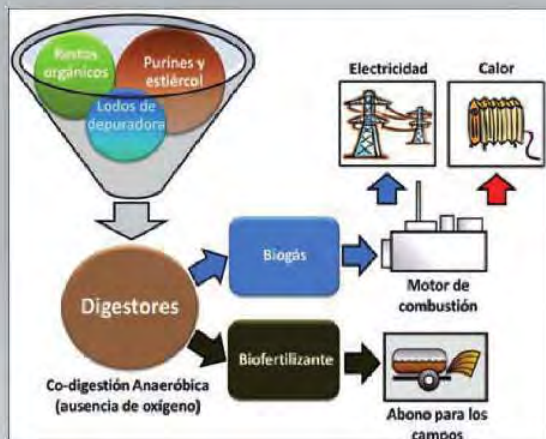 Restos
orgánicos
Purines y
estiércol
Lodos de
depuradora
Electricidad
Calor
Digestores
Biogás
Motor de
combustión
Biofertilizante
Co-digestión Anaeróbica
(ausencia de oxígeno)
Abono para los
campos